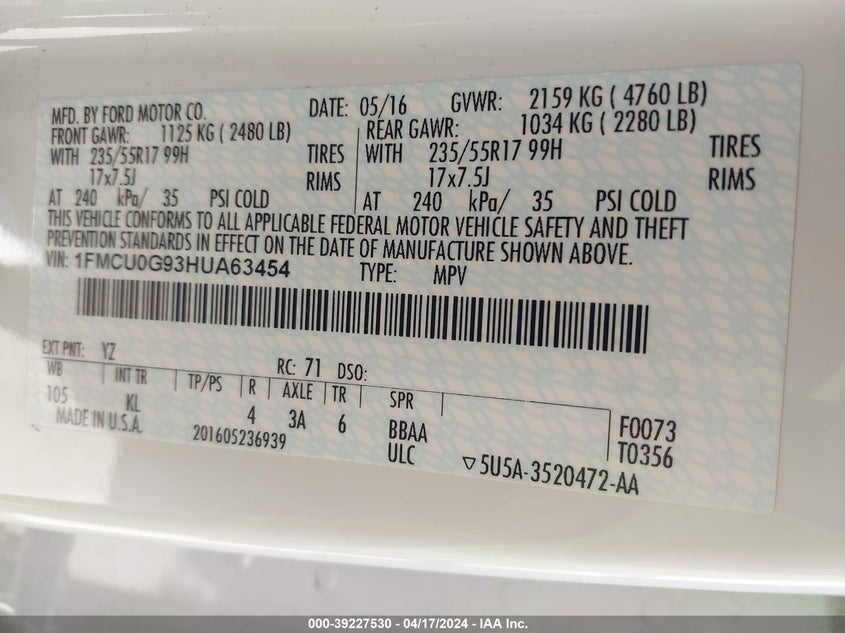 MFD. BY FORD MOTOR CO. DATE: 05/16 GVWR: 2159 KG ( 4760 LB)
FRONT GAWR: 1125 KG ( 2480 LB) REAR GAWR: 1034 KG ( 2280 LB)
WITH 235/55R17 99H TIRES WITH 235/55R17 99H TIRES
17x7.5J RIMS 17x7.5J RIMS
AT 240 kPa/ 35 PSI COLD AT 240 kPa/ 35 PSI COLD
THIS VEHICLE CONFORMS TO ALL APPLICABLE FEDERAL MOTOR VEHICLE SAFETY AND THEFT
PREVENTION STANDARDS IN EFFECT ON THE DATE OF MANUFACTURE SHOWN ABOVE.
VIN: 1FMCU0G93HUA63454 TYPE: MPV
EXT PNT: YZ RC: 71 DSO:
WB INT TR TP/PS R AXLE TR SPR
105 KL 4 3A 6 BBAA F0073
MADE IN U.S.A. 201605236939 ULC T0356
▽5U5A-3520472-AA
000-39227530 - 04/17/2024 - IAA Inc.